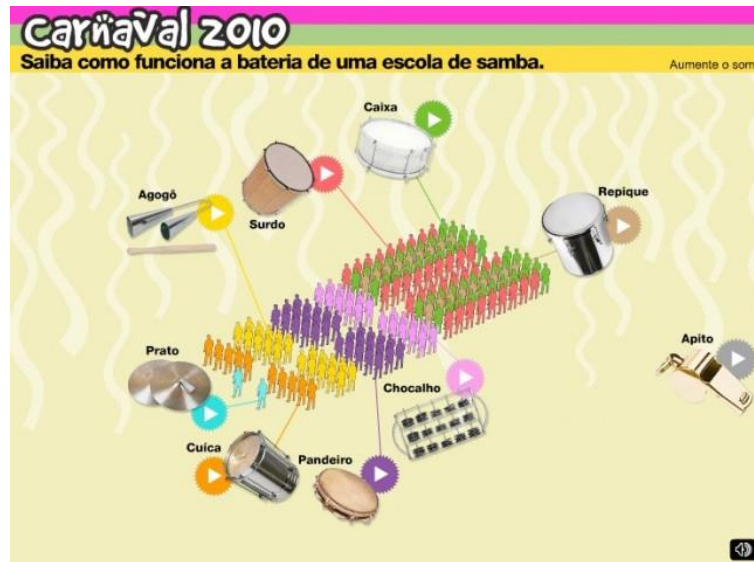 CarnaVal 2010
Saiba como funciona a bateria de uma escola de samba.
Aumente o som
Caixa
Agogô
Surdo
Repique
Prato
Apito
Chocalho
Cuíca
Pandeiro